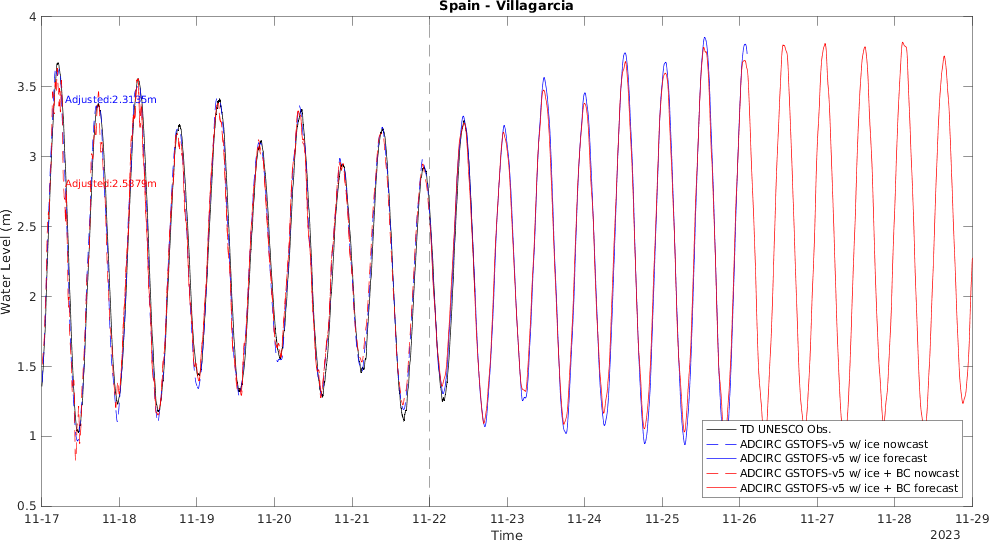 Spain - Villagarcia
4
3.5
3
2.5
2
1.5
1
0.5
Water Level (m)
Adjusted:2.3135m
Adjusted:2.5879m
TD UNESCO Obs.
ADCIRC GSTOFS-v5 w/ ice nowcast
ADCIRC GSTOFS-v5 w/ ice forecast
ADCIRC GSTOFS-v5 w/ ice + BC nowcast
ADCIRC GSTOFS-v5 w/ ice + BC forecast
11-17 11-18 11-19 11-20 11-21 11-22 11-23 11-24 11-25 11-26 11-27 11-28 11-29
Time
2023